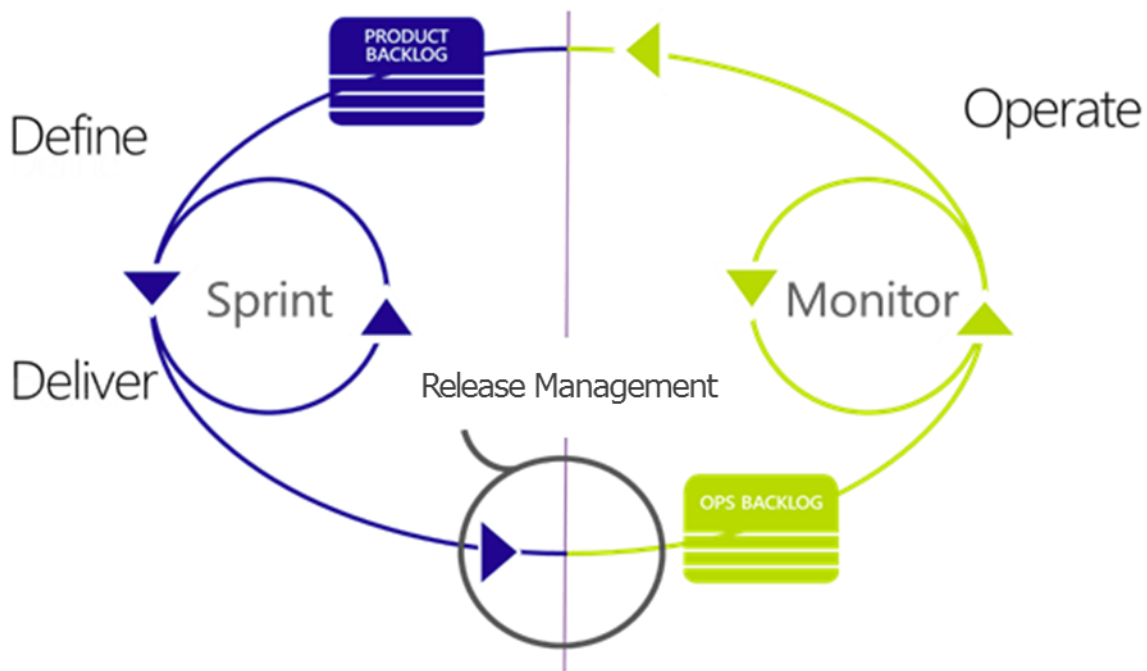 PRODUCT
BACKLOG
Define
Operate
Sprint
Monitor
Deliver
Release Management
OPS BACKLOG